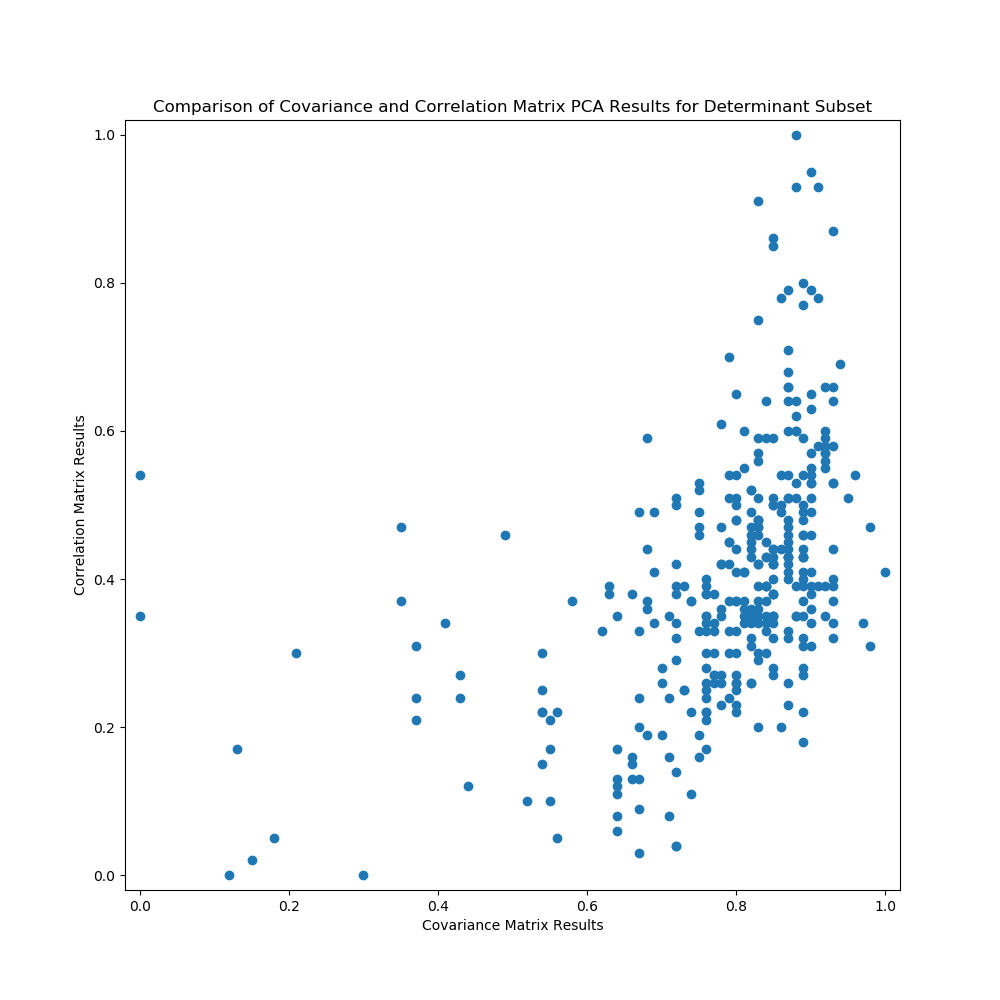 Comparison of Covariance and Correlation Matrix PCA Results for Determinant Subset
1.0
0.8
0.6
0.4
0.2
0.0
Correlation Matrix Results
0.0 0.2 0.4 0.6 0.8 1.0
Covariance Matrix Results